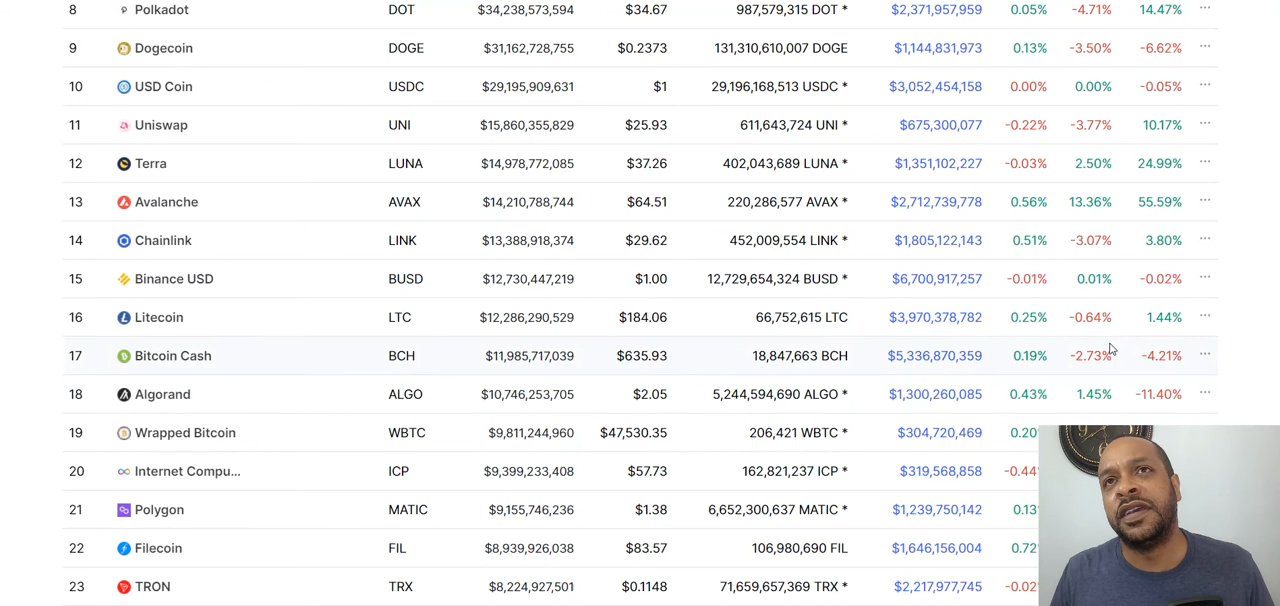 8 Polkadot DOT $34,238,573,594 $34.67 987,579,315 DOT * $2,371,957,959 0.05% -4.71% 14.47% ...
9 Dogecoin DOGE $31,162,728,755 $0.2373 131,310,610,007 DOGE $1,144,831,973 0.13% -3.50% -6.62% ...
10 USD Coin USDC $29,195,909,631 $1 29,196,168,513 USDC * $3,052,454,158 0.00% 0.00% -0.05% ...
11 Uniswap UNI $15,860,355,829 $25.93 611,643,724 UNI * $675,300,077 -0.22% -3.77% 10.17% ...
12 Terra LUNA $14,978,772,085 $37.26 402,043,689 LUNA * $1,351,102,227 -0.03% 2.50% 24.99% ...
13 Avalanche AVAX $14,210,788,744 $64.51 220,286,577 AVAX * $2,712,739,778 0.56% 13.36% 55.59% ...
14 Chainlink LINK $13,388,918,374 $29.62 452,009,554 LINK * $1,805,122,143 0.51% -3.07% 3.80% ...
15 Binance USD BUSD $12,730,447,219 $1.00 12,729,654,324 BUSD * $6,700,917,257 -0.01% 0.01% -0.02% ...
16 Litecoin LTC $12,286,290,529 $184.06 66,752,615 LTC $3,970,378,782 0.25% -0.64% 1.44% ...
17 Bitcoin Cash BCH $11,985,717,039 $635.93 18,847,663 BCH $5,336,870,359 0.19% -2.73% -4.21% ...
18 Algorand ALGO $10,746,253,705 $2.05 5,244,594,690 ALGO * $1,300,260,085 0.43% 1.45% -11.40% ...
19 Wrapped Bitcoin WBTC $9,811,244,960 $47,530.35 206,421 WBTC * $304,720,469 0.20
20 Internet Compu... ICP $9,399,233,408 $57.73 162,821,237 ICP * $319,568,858 -0.44
21 Polygon MATIC $9,155,746,236 $1.38 6,652,300,637 MATIC * $1,239,750,142 0.13
22 Filecoin FIL $8,939,926,038 $83.57 106,980,690 FIL $1,646,156,004 0.72
23 TRON TRX $8,224,927,501 $0.1148 71,659,657,369 TRX * $2,217,977,745 -0.02